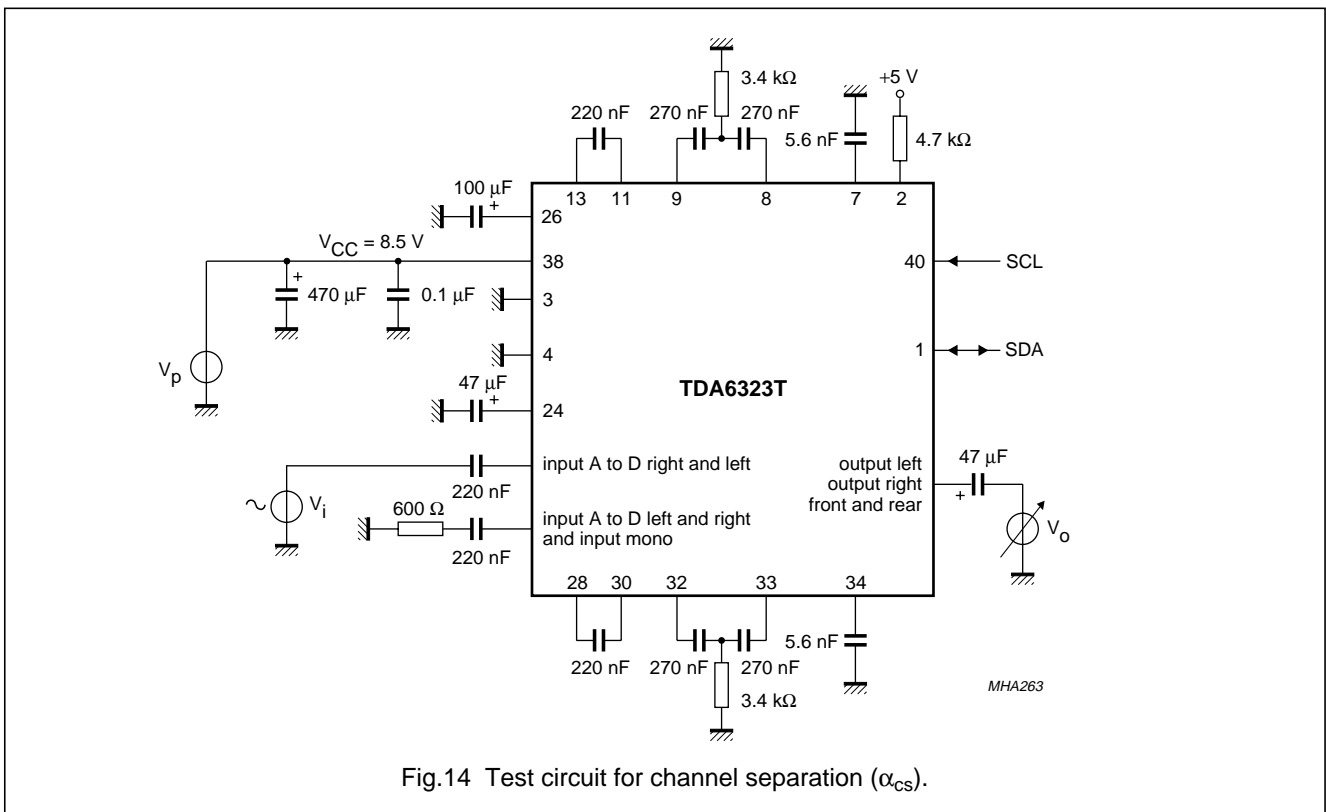 3.4 kΩ
+5 V
220 nF
270 nF
270 nF
5.6 nF
4.7 kΩ
100 µF
+
13
11
9
8
7
2
26
V_CC = 8.5 V
38
40
SCL
+
470 µF
0.1 µF
3
4
1
SDA
V_p
47 µF
+
24
TDA6323T
input A to D right and left
220 nF
output left
output right
front and rear
47 µF
+
V_i
600 Ω
input A to D left and right
and input mono
220 nF
V_o
28
30
32
33
34
220 nF
270 nF
270 nF
5.6 nF
3.4 kΩ
MHA263
Fig.14 Test circuit for channel separation (α_cs).